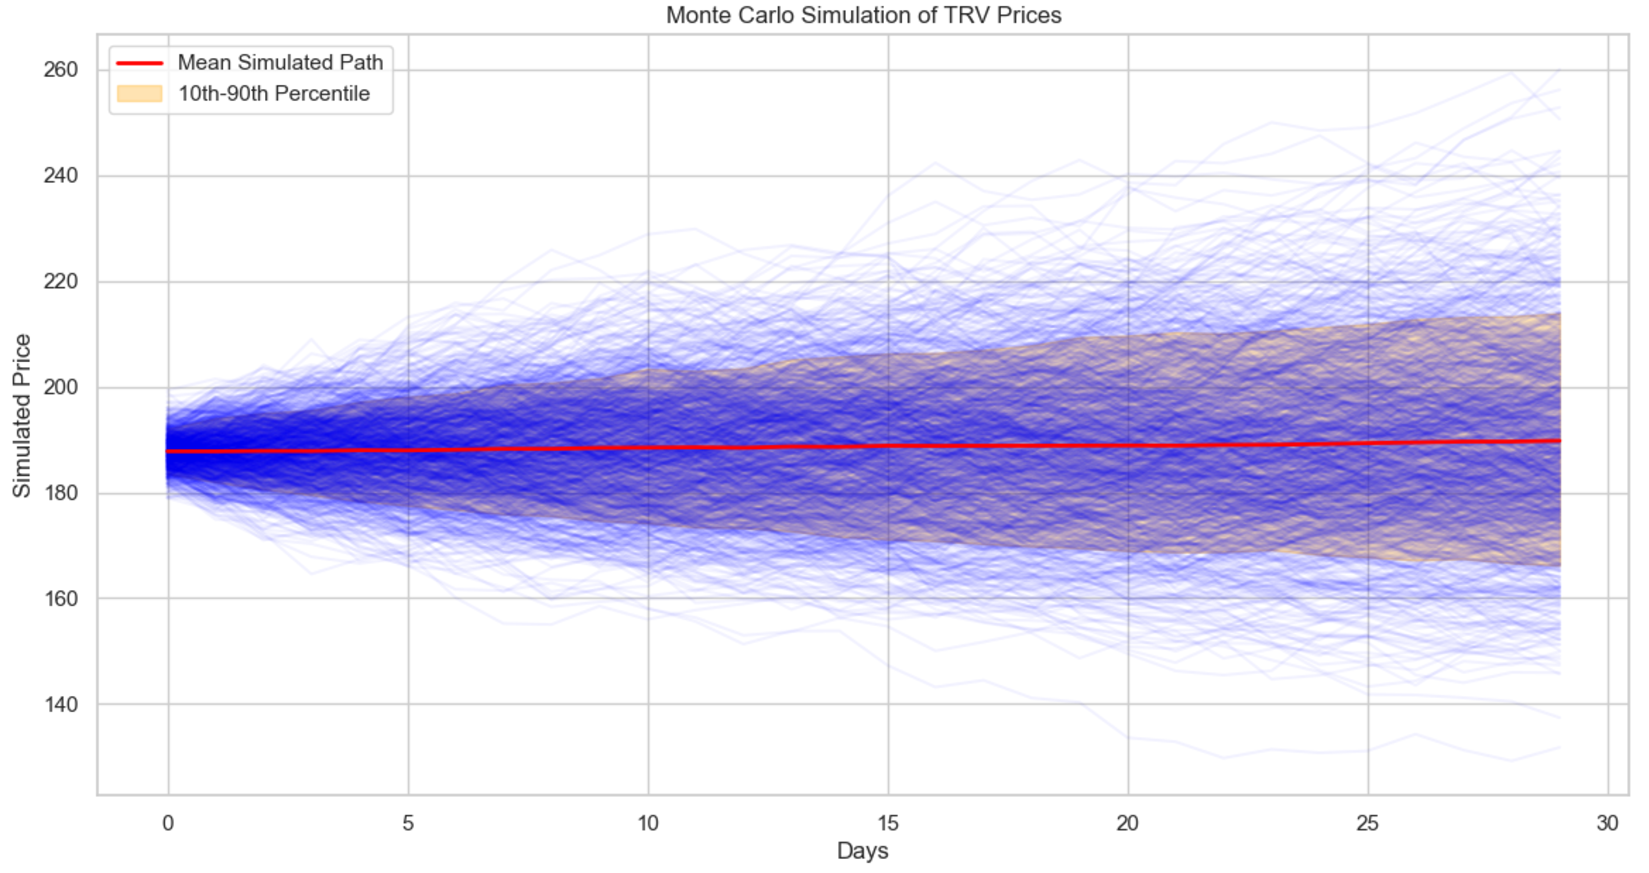 Monte Carlo Simulation of TRV Prices
Mean Simulated Path
10th-90th Percentile
260
240
220
200
180
160
140
Simulated Price
0 5 10 15 20 25 30
Days